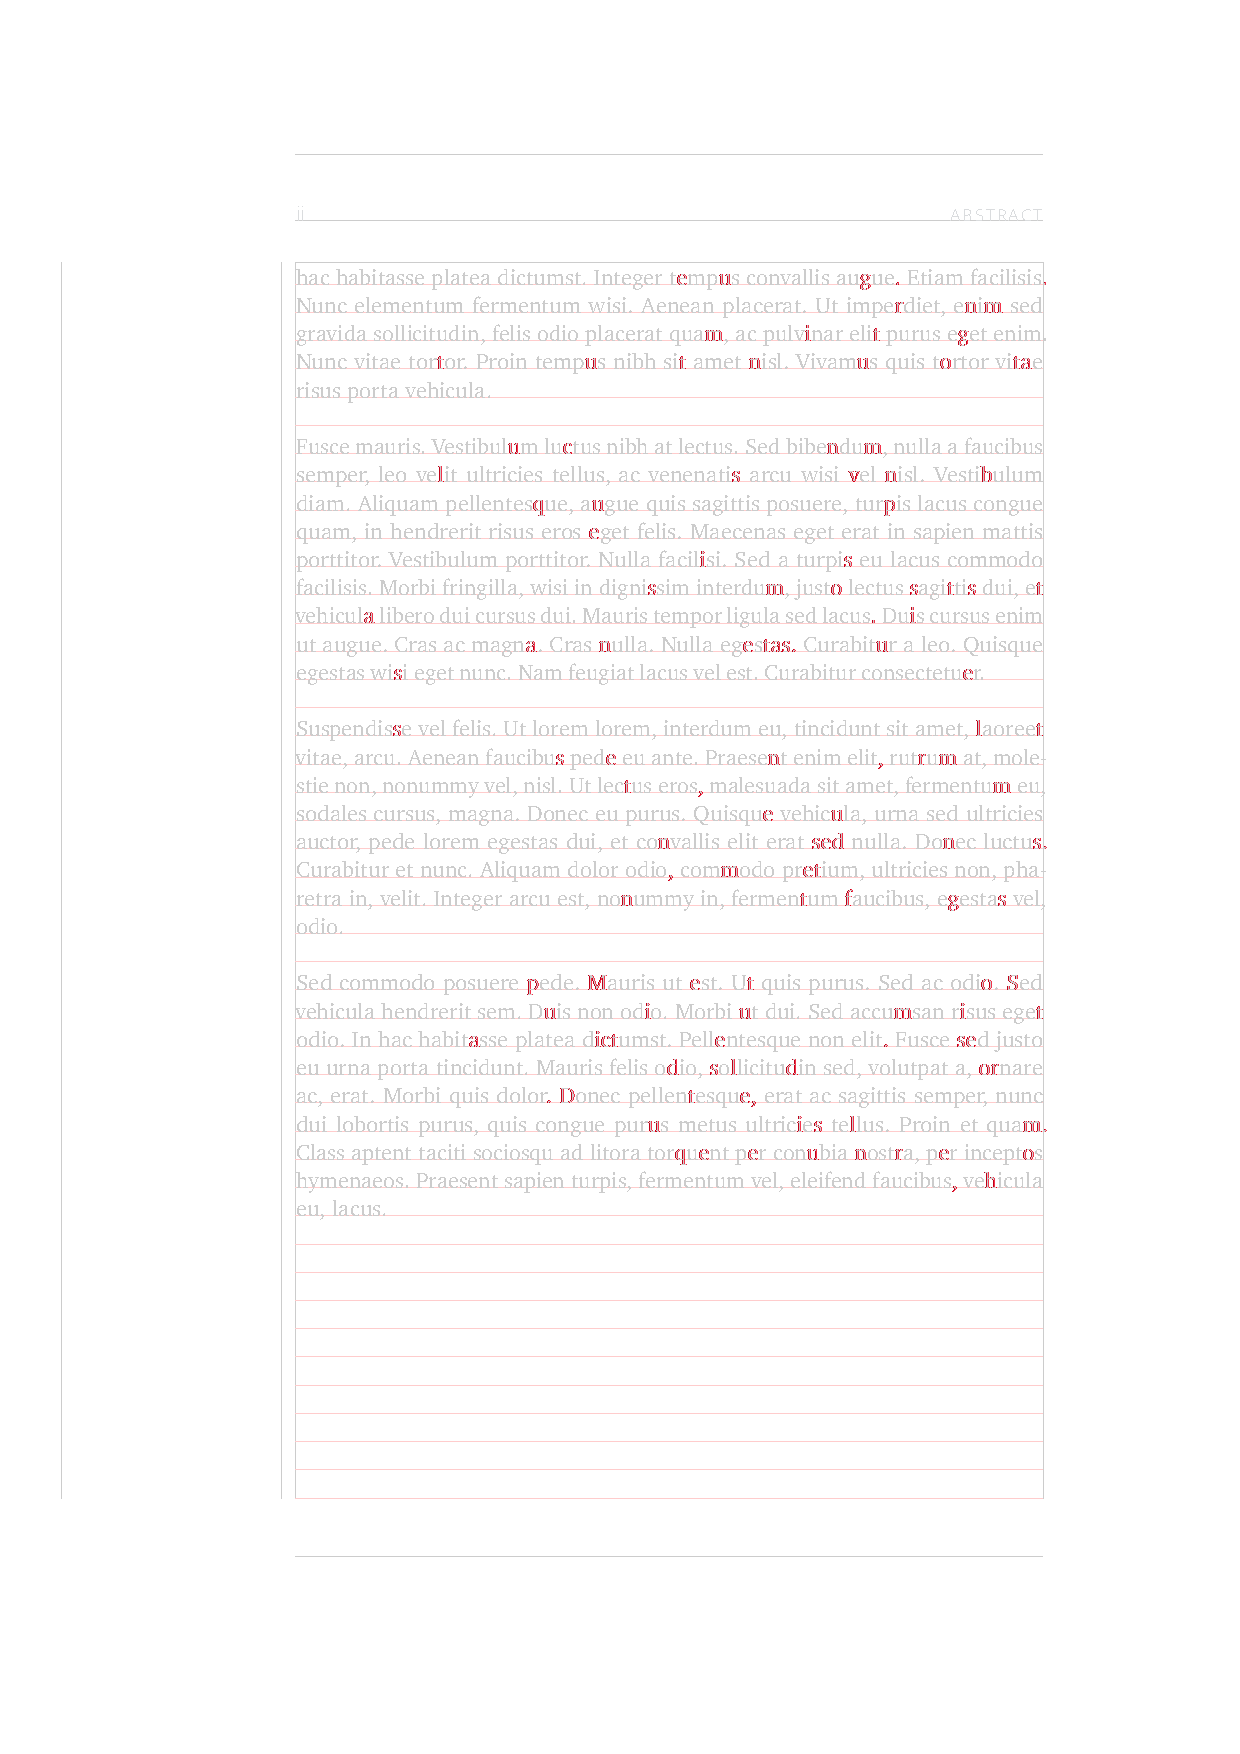 ii ABSTRACT
hac habitasse platea dictumst. Integer tempus convallis augue. Etiam facilisis.
Nunc elementum fermentum wisi. Aenean placerat. Ut imperdiet, enim sed
gravida sollicitudin, felis odio placerat quam, ac pulvinar elit purus eget enim.
Nunc vitae tortor. Proin tempus nibh sit amet nisl. Vivamus quis tortor vitae
risus porta vehicula.
Fusce mauris. Vestibulum luctus nibh at lectus. Sed bibendum, nulla a faucibus
semper, leo velit ultricies tellus, ac venenatis arcu wisi vel nisl. Vestibulum
diam. Aliquam pellentesque, augue quis sagittis posuere, turpis lacus congue
quam, in hendrerit risus eros eget felis. Maecenas eget erat in sapien mattis
porttitor. Vestibulum porttitor. Nulla facilisi. Sed a turpis eu lacus commodo
facilisis. Morbi fringilla, wisi in dignissim interdum, justo lectus sagittis dui, et
vehicula libero dui cursus dui. Mauris tempor ligula sed lacus. Duis cursus enim
ut augue. Cras ac magna. Cras nulla. Nulla egestas. Curabitur a leo. Quisque
egestas wisi eget nunc. Nam feugiat lacus vel est. Curabitur consectetuer.
Suspendisse vel felis. Ut lorem lorem, interdum eu, tincidunt sit amet, laoreet
vitae, arcu. Aenean faucibus pede eu ante. Praesent enim elit, rutrum at, mole-
stie non, nonummy vel, nisl. Ut lectus eros, malesuada sit amet, fermentum eu,
sodales cursus, magna. Donec eu purus. Quisque vehicula, urna sed ultricies
auctor, pede lorem egestas dui, et convallis elit erat sed nulla. Donec luctus.
Curabitur et nunc. Aliquam dolor odio, commodo pretium, ultricies non, pha-
retra in, velit. Integer arcu est, nonummy in, fermentum faucibus, egestas vel,
odio.
Sed commodo posuere pede. Mauris ut est. Ut quis purus. Sed ac odio. Sed
vehicula hendrerit sem. Duis non odio. Morbi ut dui. Sed accumsan risus eget
odio. In hac habitasse platea dictumst. Pellentesque non elit. Fusce sed justo
eu urna porta tincidunt. Mauris felis odio, sollicitudin sed, volutpat a, ornare
ac, erat. Morbi quis dolor. Donec pellentesque, erat ac sagittis semper, nunc
dui lobortis purus, quis congue purus metus ultricies tellus. Proin et quam.
Class aptent taciti sociosqu ad litora torquent per conubia nostra, per inceptos
hymenaeos. Praesent sapien turpis, fermentum vel, eleifend faucibus, vehicula
eu, lacus.